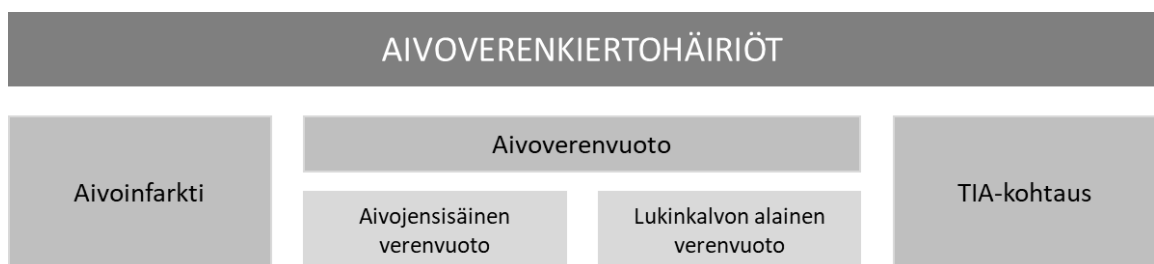 AIVOVERENKIERTOHÄIRIÖT
Aivoinfarkti
Aivoverenvuoto
Aivojensisäinen
verenvuoto
Lukinkalvon alainen
verenvuoto
TIA-kohtaus